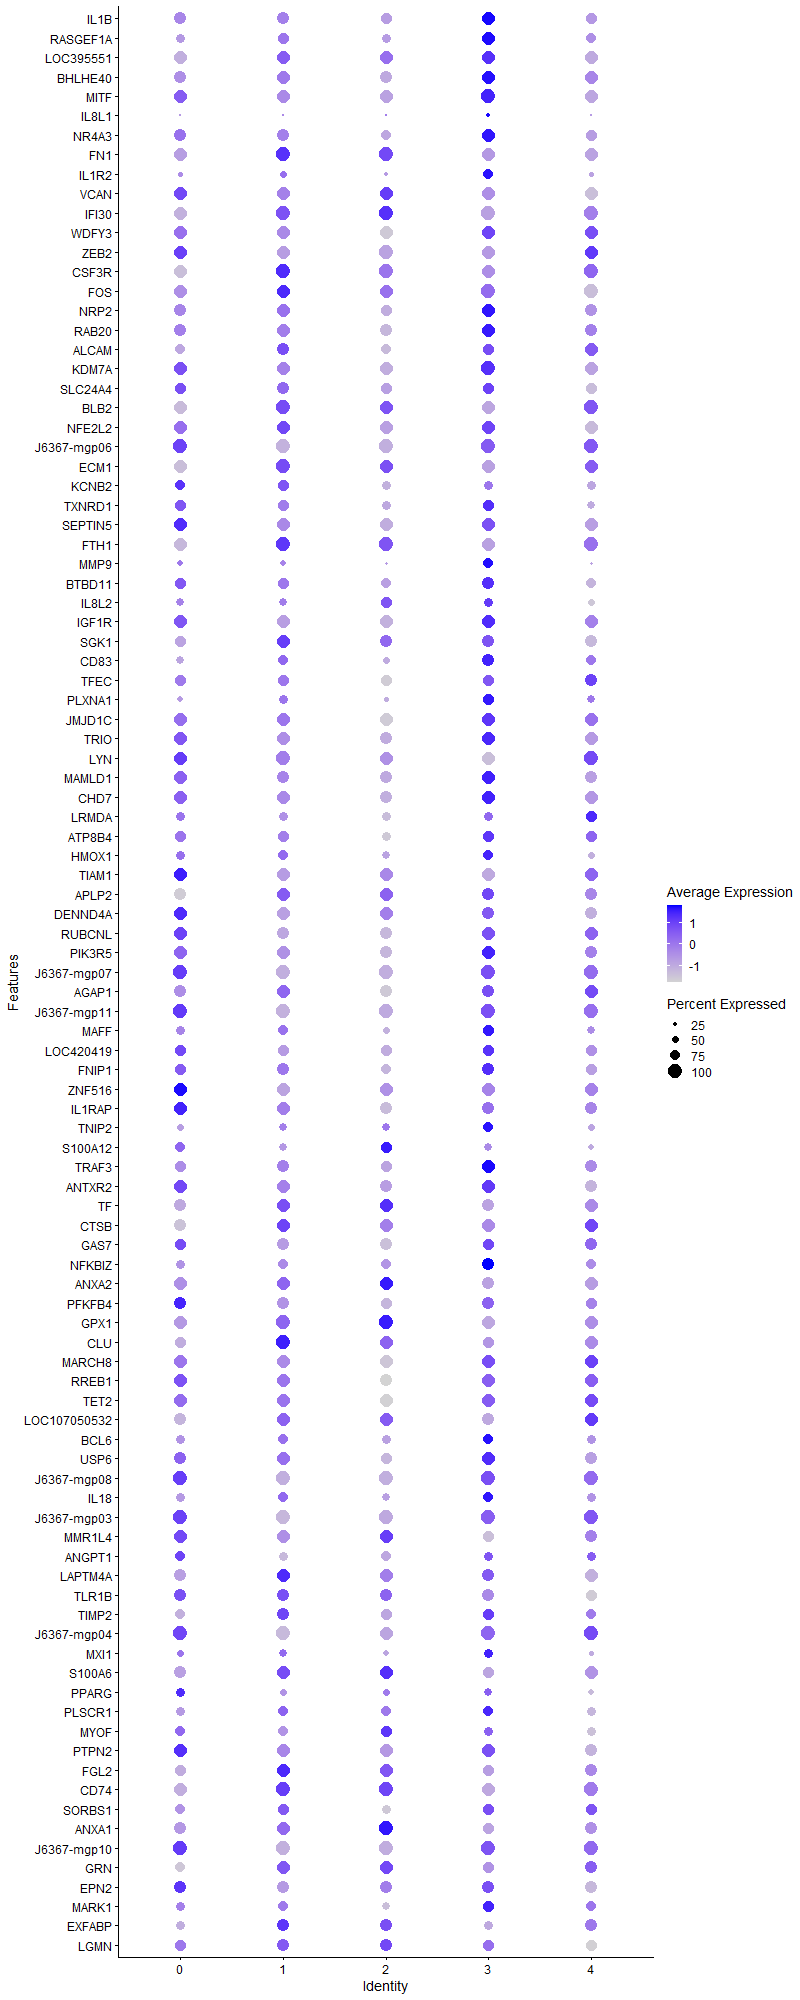 IL1B
RASGEF1A
LOC395551
BHLHE40
MITF
IL8L1
NR4A3
FN1
IL1R2
VCAN
IFI30
WDFY3
ZEB2
CSF3R
FOS
NRP2
RAB20
ALCAM
KDM7A
SLC24A4
BLB2
NFE2L2
J6367-mgp06
ECM1
KCNB2
TXNRD1
SEPTIN5
FTH1
MMP9
BTBD11
IL8L2
IGF1R
SGK1
CD83
TFEC
PLXNA1
JMJD1C
TRIO
LYN
MAMLD1
CHD7
LRMDA
ATP8B4
HMOX1
TIAM1
APLP2
DENND4A
RUBCNL
PIK3R5
J6367-mgp07
AGAP1
J6367-mgp11
MAFF
LOC420419
FNIP1
ZNF516
IL1RAP
TNIP2
S100A12
TRAF3
ANTXR2
TF
CTSB
GAS7
NFKBIZ
ANXA2
PFKFB4
GPX1
CLU
MARCH8
RREB1
TET2
LOC107050532
BCL6
USP6
J6367-mgp08
IL18
J6367-mgp03
MMR1L4
ANGPT1
LAPTM4A
TLR1B
TIMP2
J6367-mgp04
MXI1
S100A6
PPARG
PLSCR1
MYOF
PTPN2
FGL2
CD74
SORBS1
ANXA1
J6367-mgp10
GRN
EPN2
MARK1
EXFABP
LGMN
Features
0 1 2 3 4
Identity
Average Expression
1
0
-1
Percent Expressed
25
50
75
100